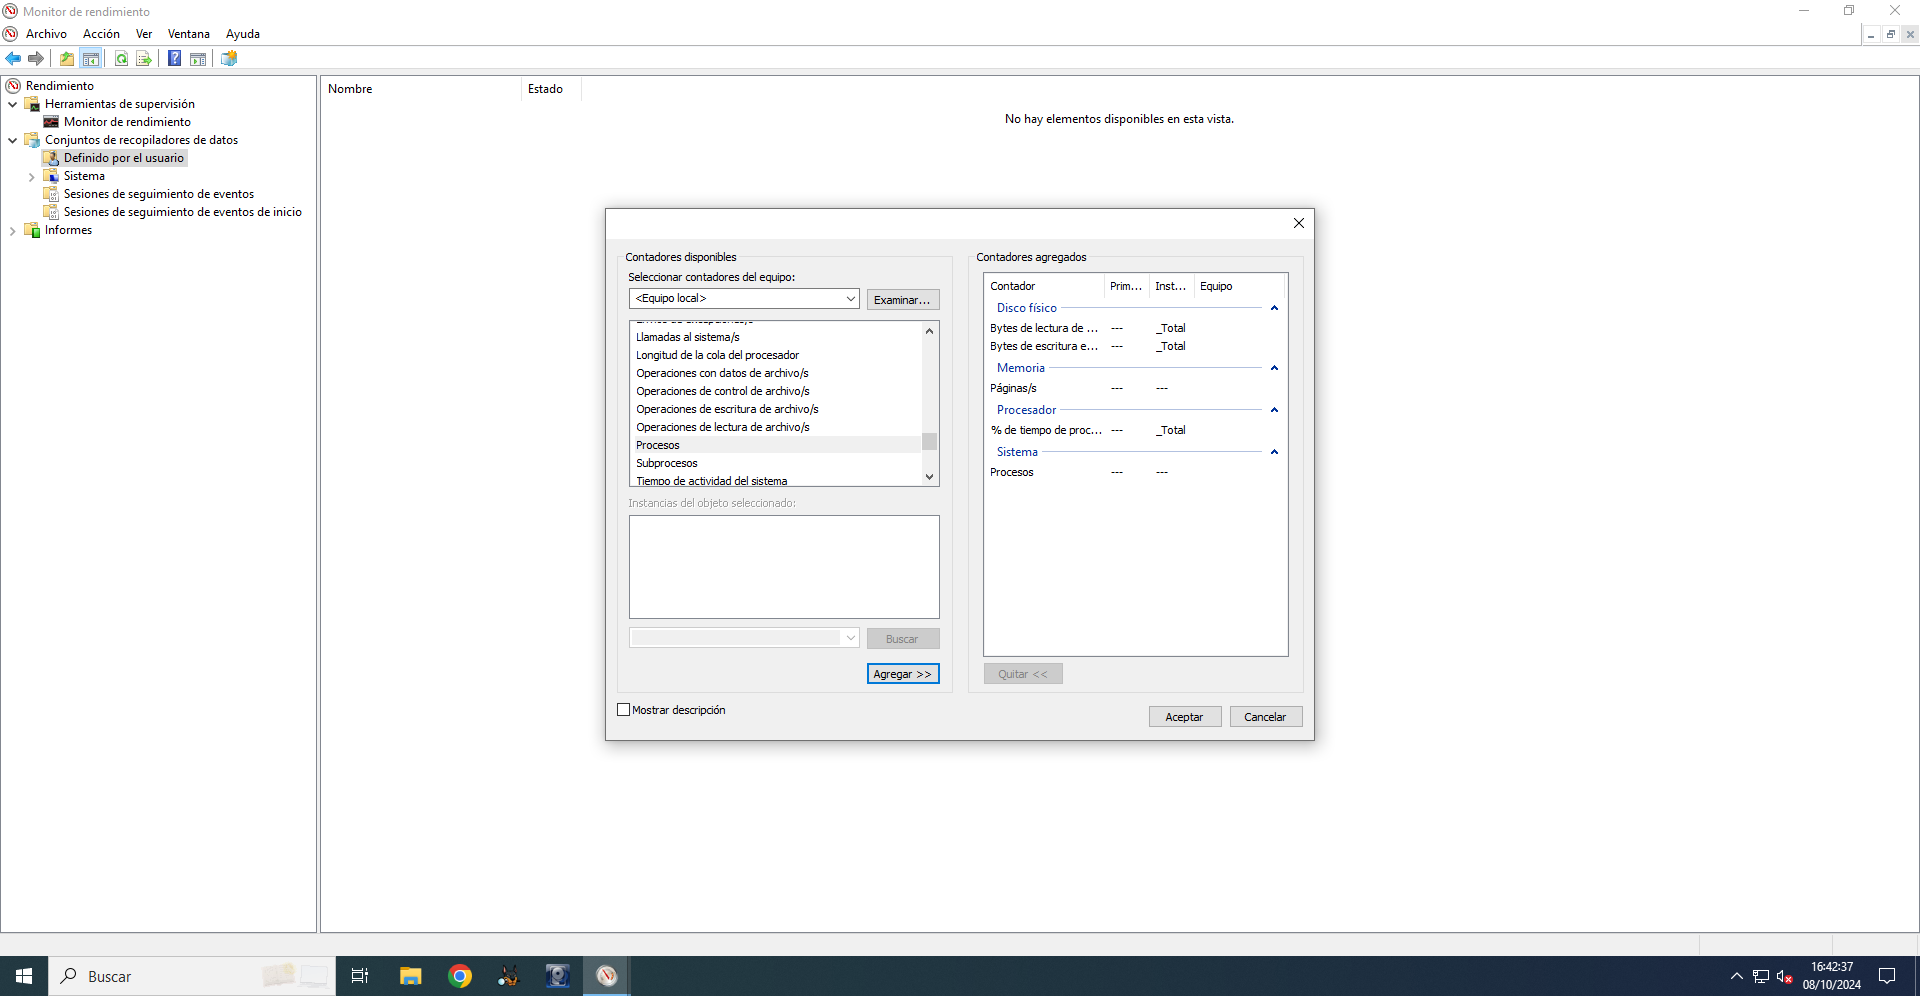 Monitor de rendimiento
Archivo Acción Ver Ventana Ayuda
Rendimiento
Herramientas de supervisión
Monitor de rendimiento
Conjuntos de recopiladores de datos
Definido por el usuario
Sistema
Sesiones de seguimiento de eventos
Sesiones de seguimiento de eventos de inicio
Informes
Nombre Estado
No hay elementos disponibles en esta vista.
Contadores disponibles
Seleccionar contadores del equipo:
<Equipo local>
Examinar...
Llamadas al sistema/s
Longitud de la cola del procesador
Operaciones con datos de archivo/s
Operaciones de control de archivo/s
Operaciones de escritura de archivo/s
Operaciones de lectura de archivo/s
Procesos
Subprocesos
Tiempo de actividad del sistema
Instancias del objeto seleccionado:
Buscar
Agregar >>
Mostrar descripción
Contadores agregados
Contador Prim... Inst... Equipo
Disco físico
Bytes de lectura de ... --- _Total
Bytes de escritura e... --- _Total
Memoria
Páginas/s --- ---
Procesador
% de tiempo de proc... --- _Total
Sistema
Procesos --- ---
Quitar <<
Aceptar Cancelar
Buscar
16:42:37
08/10/2024